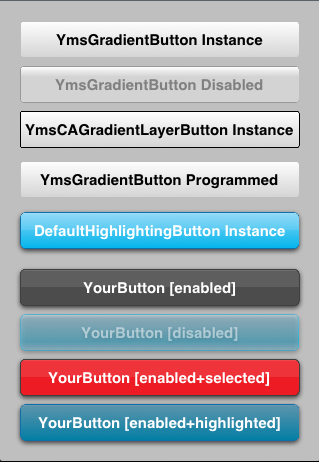 YmsGradientButton Instance
YmsGradientButton Disabled
YmsCAGradientLayerButton Instance
YmsGradientButton Programmed
DefaultHighlightingButton Instance
YourButton [enabled]
YourButton [disabled]
YourButton [enabled+selected]
YourButton [enabled+highlighted]